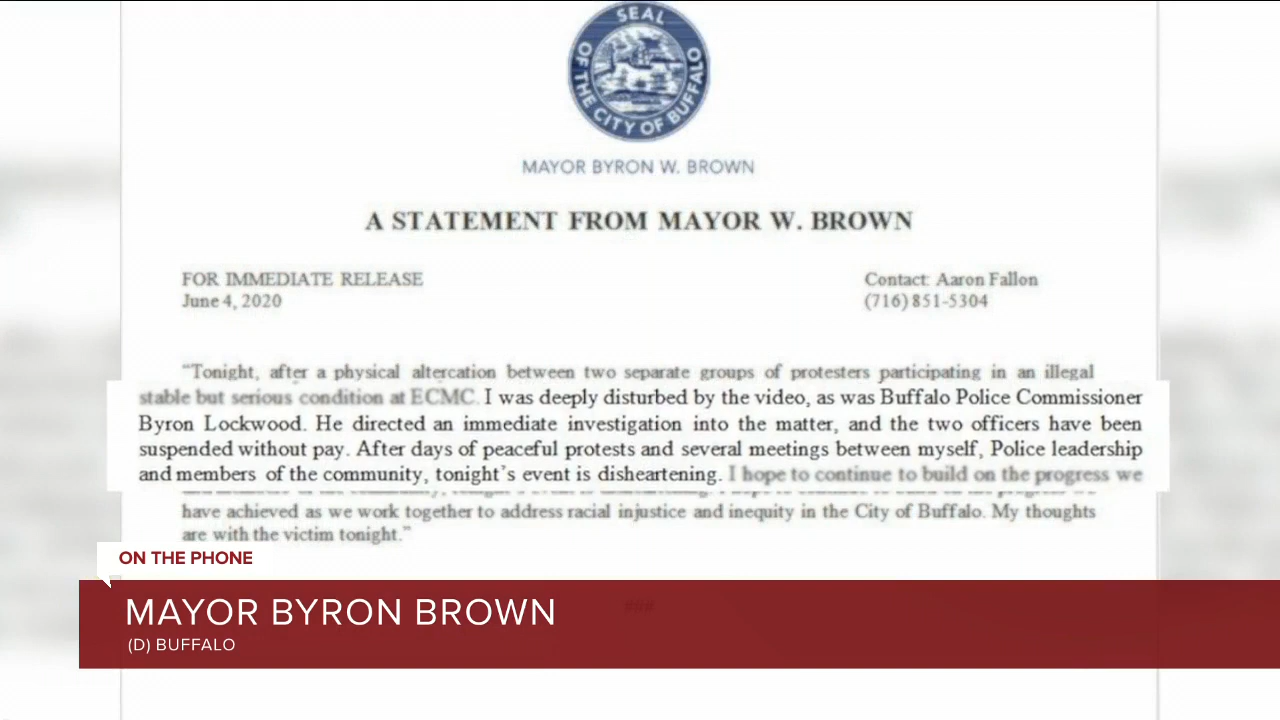 SEAL
OF THE CITY OF BUFFALO
MAYOR BYRON W. BROWN
A STATEMENT FROM MAYOR W. BROWN
FOR IMMEDIATE RELEASE
Contact: Aaron Fallon
June 4, 2020
(716) 851-5304
“Tonight, after a physical altercation between two separate groups of protesters participating in an illegal
stable but serious condition at ECMC. I was deeply disturbed by the video, as was Buffalo Police Commissioner
Byron Lockwood. He directed an immediate investigation into the matter, and the two officers have been
suspended without pay. After days of peaceful protests and several meetings between myself, Police leadership
and members of the community, tonight’s event is disheartening. I hope to continue to build on the progress we
have achieved as we work together to address racial injustice and inequity in the City of Buffalo. My thoughts
are with the victim tonight.”
ON THE PHONE
###
MAYOR BYRON BROWN
(D) BUFFALO